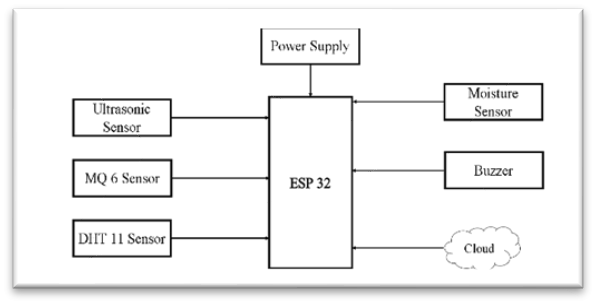 Power Supply
Ultrasonic
Sensor
MQ 6 Sensor
DHT 11 Sensor
ESP 32
Moisture
Sensor
Buzzer
Cloud